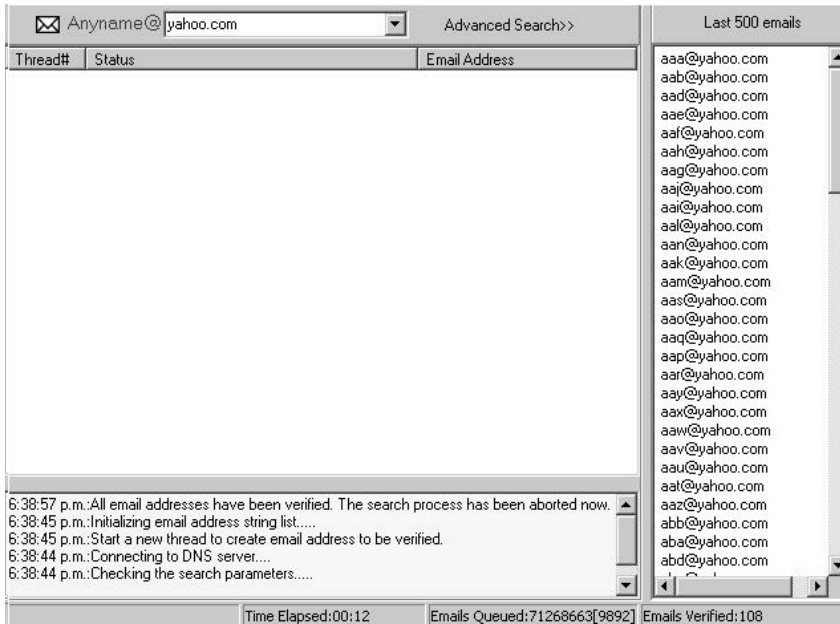 Anyname@ yahoo.com Advanced Search>>
Thread# Status Email Address
6:38:57 p.m.:All email addresses have been verified. The search process has been aborted now.
6:38:45 p.m.:Initializing email address string list.....
6:38:45 p.m.:Start a new thread to create email address to be verified.
6:38:44 p.m.:Connecting to DNS server....
6:38:44 p.m.:Checking the search parameters.....
Last 500 emails
aaa@yahoo.com
aab@yahoo.com
aad@yahoo.com
aae@yahoo.com
aaf@yahoo.com
aah@yahoo.com
aag@yahoo.com
aaj@yahoo.com
aai@yahoo.com
aal@yahoo.com
aan@yahoo.com
aak@yahoo.com
aam@yahoo.com
aas@yahoo.com
aao@yahoo.com
aaq@yahoo.com
aap@yahoo.com
aar@yahoo.com
aay@yahoo.com
aax@yahoo.com
aaw@yahoo.com
aav@yahoo.com
aau@yahoo.com
aat@yahoo.com
aaz@yahoo.com
abb@yahoo.com
aba@yahoo.com
abd@yahoo.com
Time Elapsed:00:12 Emails Queued:71268663[9892] Emails Verified:108